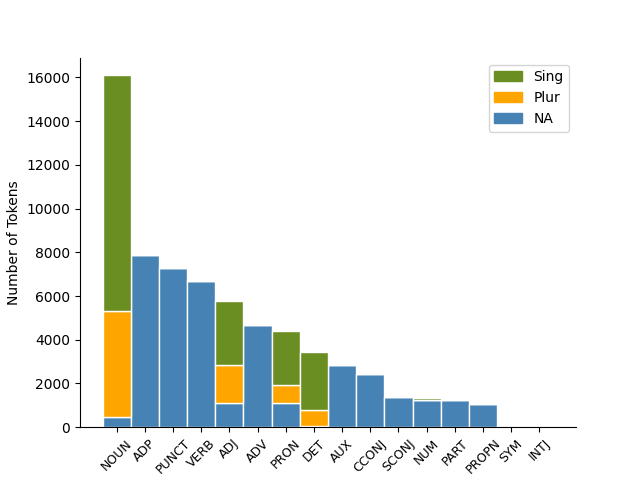 Sing
Plur
NA
Number of Tokens
16000
14000
12000
10000
8000
6000
4000
2000
0
NOUN
ADP
PUNCT
VERB
ADJ
ADV
PRON
DET
AUX
CCONJ
SCONJ
NUM
PART
PROPN
SYM
INTJ